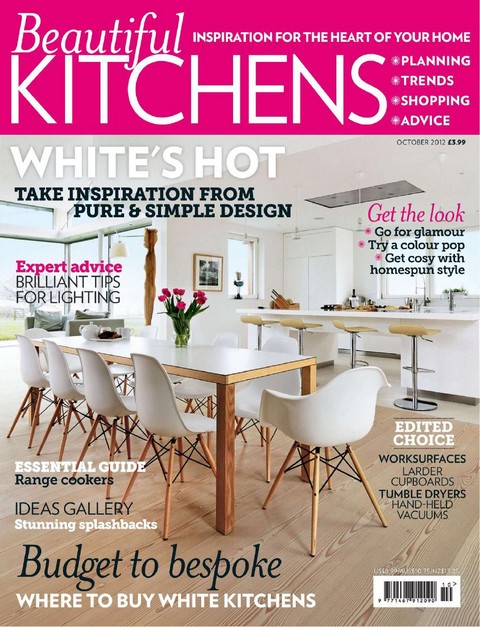 Beautiful
KITCHENS
INSPIRATION FOR THE HEART OF YOUR HOME
*PLANNING
*TRENDS
*SHOPPING
*ADVICE
OCTOBER 2012 £3.99
WHITE'S HOT
TAKE INSPIRATION FROM
PURE & SIMPLE DESIGN
Get the look
* Go for glamour
* Try a colour pop
* Get cosy with
homespun style
Expert advice
BRILLIANT TIPS
FOR LIGHTING
EDITED
CHOICE
WORKSURFACES
LARDER
CUPBOARDS
TUMBLE DRYERS
HAND-HELD
VACUUMS
ESSENTIAL GUIDE
Range cookers
IDEAS GALLERY
Stunning splashbacks
Budget to bespoke
WHERE TO BUY WHITE KITCHENS